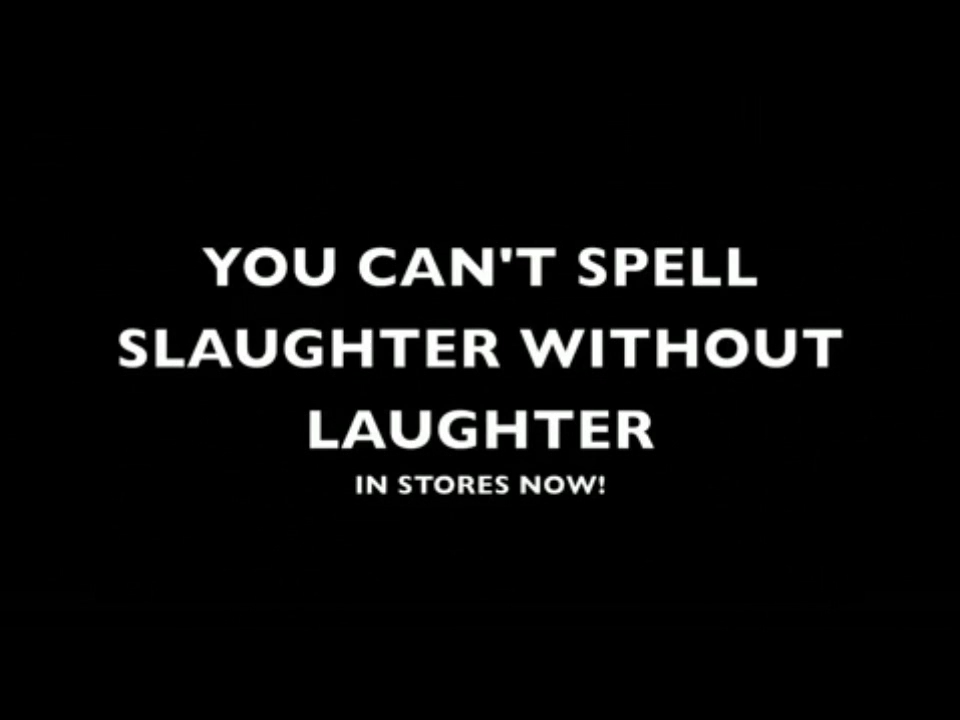 YOU CAN'T SPELL
SLAUGHTER WITHOUT
LAUGHTER
IN STORES NOW!